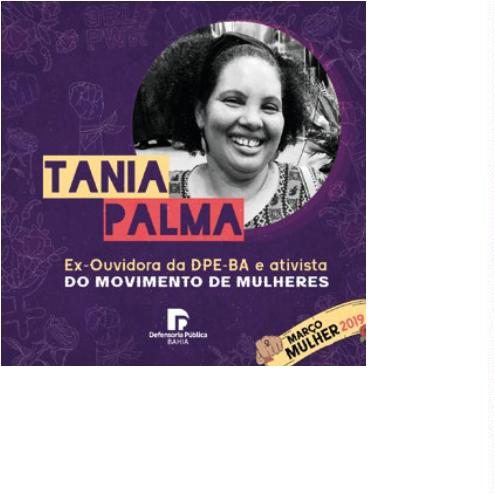 TANIA
PALMA
Ex-Ouvidora da DPE-BA e ativista
DO MOVIMENTO DE MULHERES
Defensoria Pública
BAHIA
MARÇO
MULHER 2019